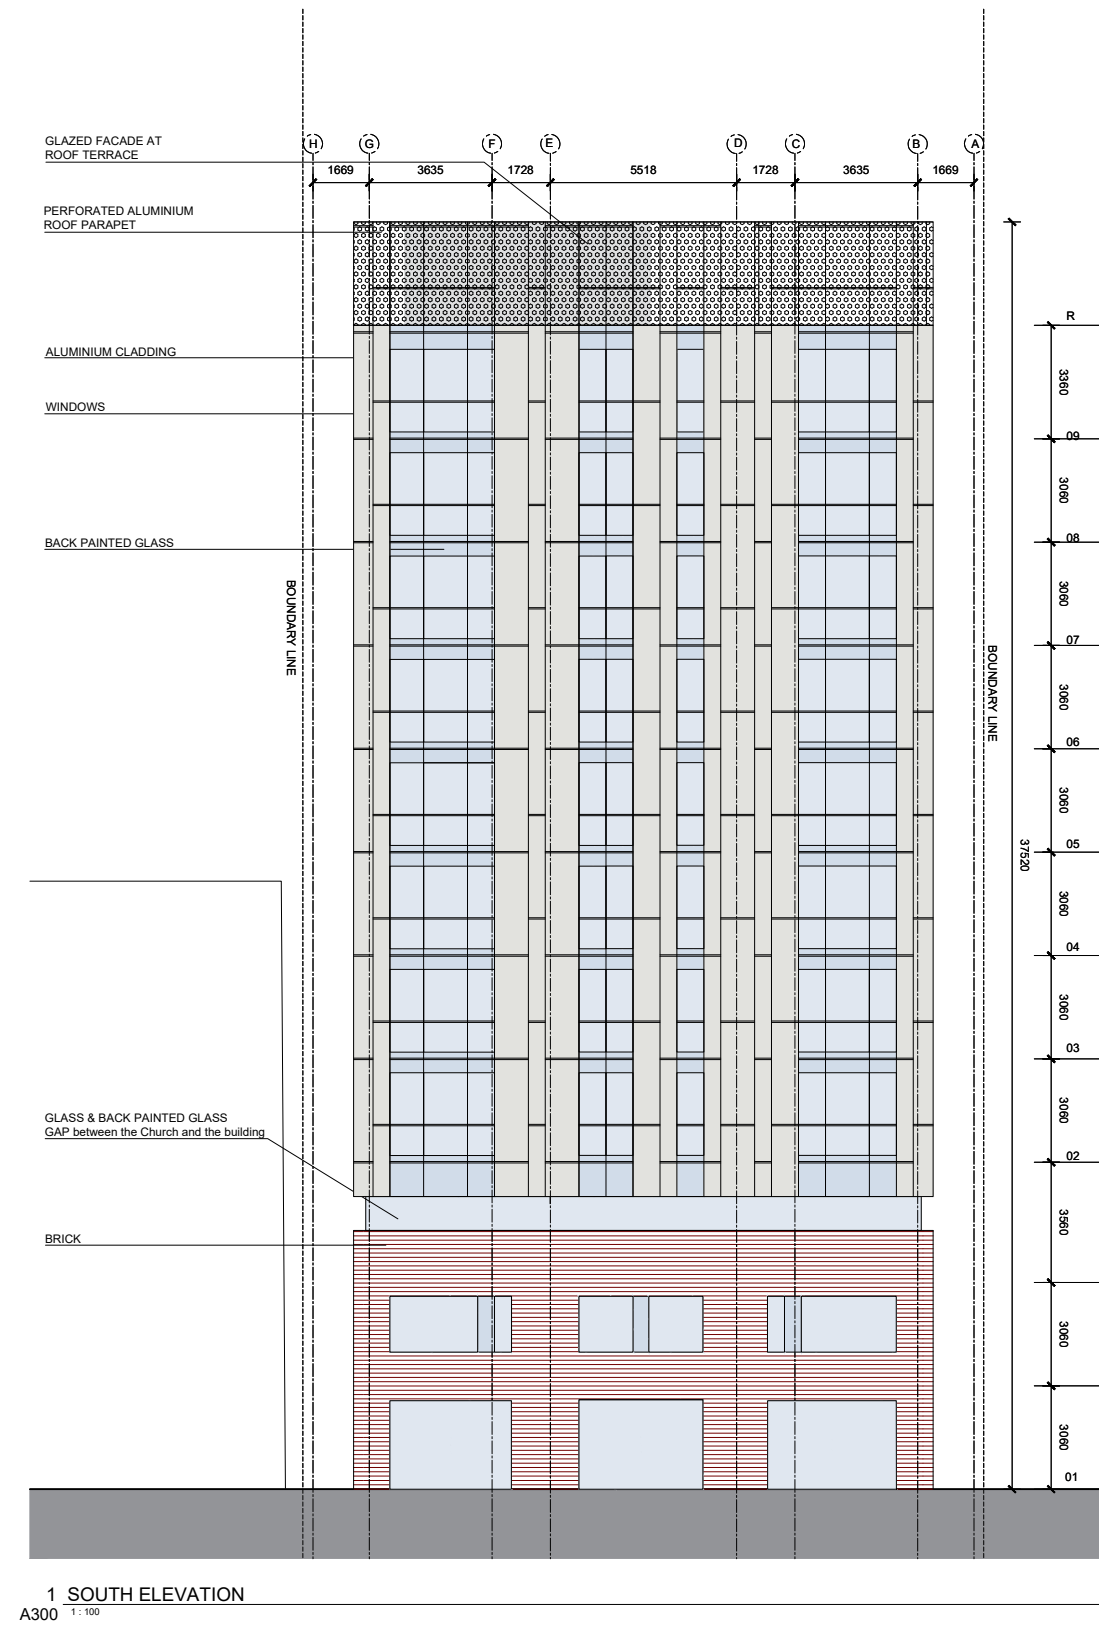 GLAZED FACADE AT
ROOF TERRACE
H G F E D C B A
1669 3635 1728 5518 1728 3635 1669
PERFORATED ALUMINIUM
ROOF PARAPET
R
ALUMINIUM CLADDING
3360
WINDOWS
09
3060
BACK PAINTED GLASS
08
BOUNDARY LINE
3060
07
BOUNDARY LINE
3060
06
3060
37520
05
3060
04
3060
03
GLASS & BACK PAINTED GLASS
GAP between the Church and the building
3060
02
3560
BRICK
3060
3060
01
1 SOUTH ELEVATION
A300 1 : 100